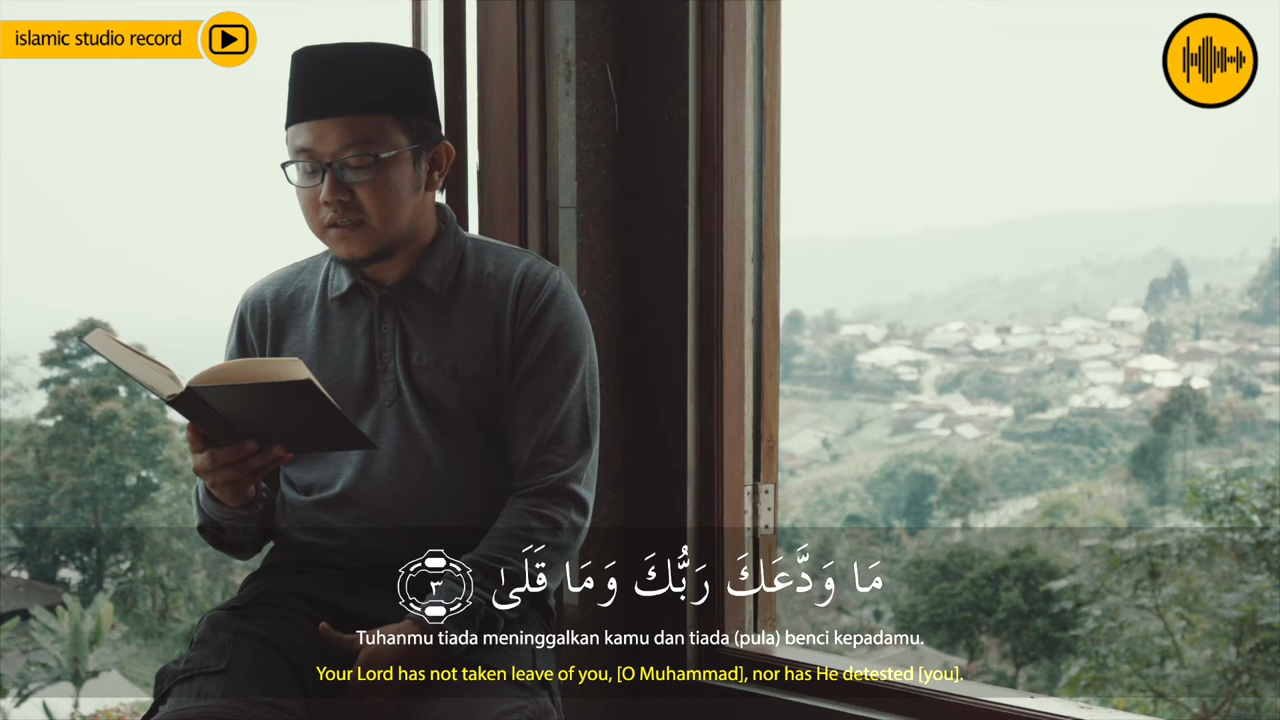 islamic studio record
مَا وَدَّعَكَ رَبُّكَ وَمَا قَلَىٰ ٣
Tuhanmu tiada meninggalkan kamu dan tiada (pula) benci kepadamu.
Your Lord has not taken leave of you, [O Muhammad], nor has He detested [you].